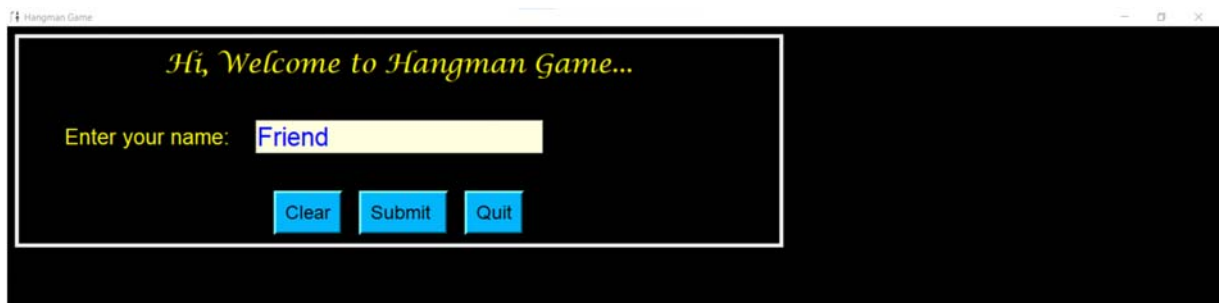 Hangman Game
Hi, Welcome to Hangman Game...
Enter your name: Friend
Clear Submit Quit